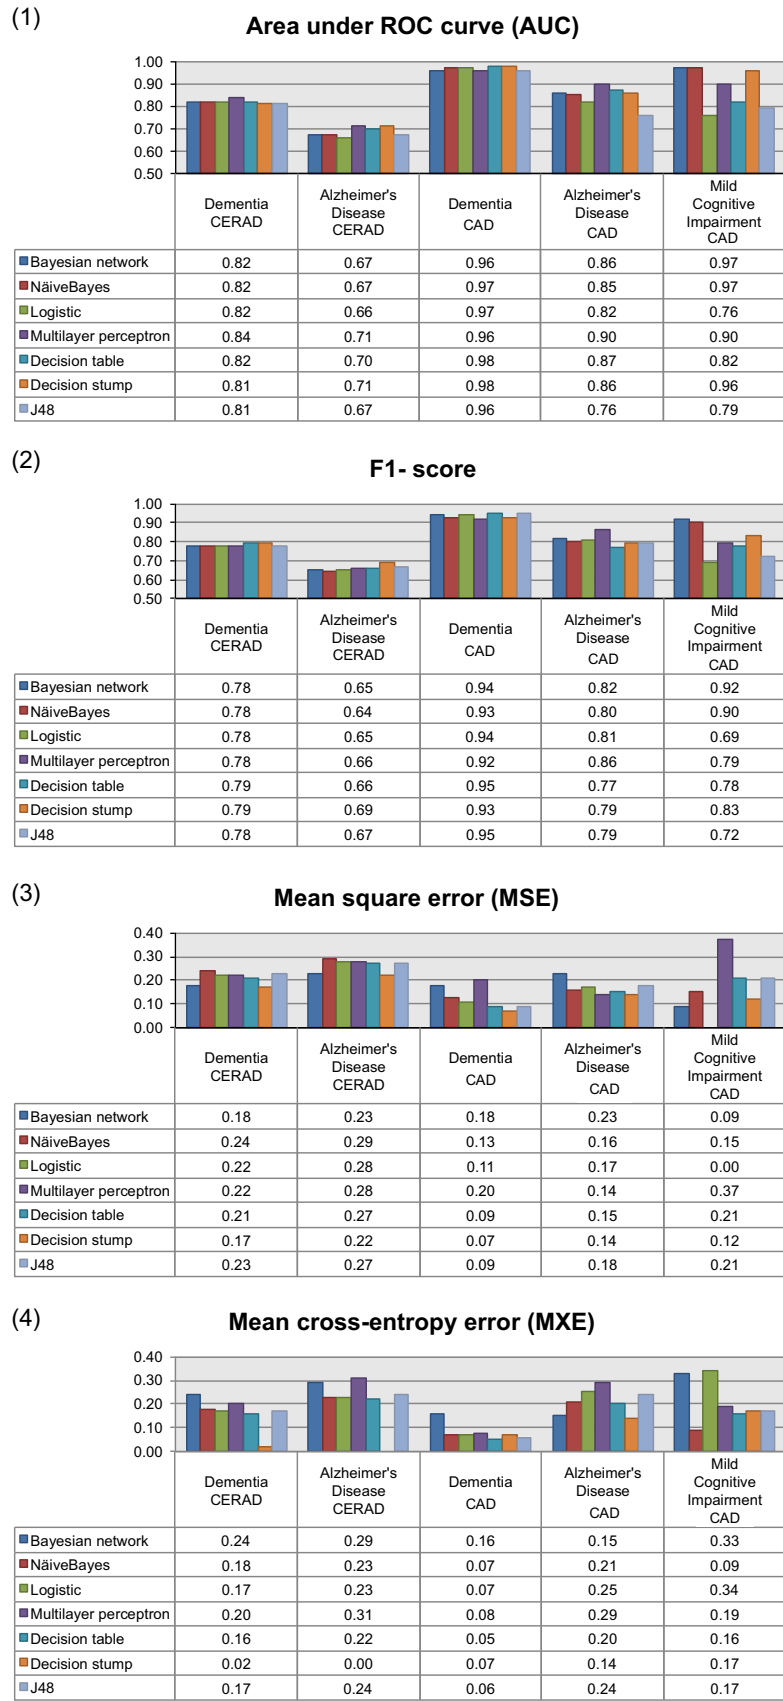 (1)
Area under ROC curve (AUC)
1.00
0.90
0.80
0.70
0.60
0.50
Dementia CERAD
Alzheimer's Disease CERAD
Dementia CAD
Alzheimer's Disease CAD
Mild Cognitive Impairment CAD
Bayesian network 0.82 0.67 0.96 0.86 0.97
NäiveBayes 0.82 0.67 0.97 0.85 0.97
Logistic 0.82 0.66 0.97 0.82 0.76
Multilayer perceptron 0.84 0.71 0.96 0.90 0.90
Decision table 0.82 0.70 0.98 0.87 0.82
Decision stump 0.81 0.71 0.98 0.86 0.96
J48 0.81 0.67 0.96 0.76 0.79
(2)
F1- score
1.00
0.90
0.80
0.70
0.60
0.50
Dementia CERAD
Alzheimer's Disease CERAD
Dementia CAD
Alzheimer's Disease CAD
Mild Cognitive Impairment CAD
Bayesian network 0.78 0.65 0.94 0.82 0.92
NäiveBayes 0.78 0.64 0.93 0.80 0.90
Logistic 0.78 0.65 0.94 0.81 0.69
Multilayer perceptron 0.78 0.66 0.92 0.86 0.79
Decision table 0.79 0.66 0.95 0.77 0.78
Decision stump 0.79 0.69 0.93 0.79 0.83
J48 0.78 0.67 0.95 0.79 0.72
(3)
Mean square error (MSE)
0.40
0.30
0.20
0.10
0.00
Dementia CERAD
Alzheimer's Disease CERAD
Dementia CAD
Alzheimer's Disease CAD
Mild Cognitive Impairment CAD
Bayesian network 0.18 0.23 0.18 0.23 0.09
NäiveBayes 0.24 0.29 0.13 0.16 0.15
Logistic 0.22 0.28 0.11 0.17 0.00
Multilayer perceptron 0.22 0.28 0.20 0.14 0.37
Decision table 0.21 0.27 0.09 0.15 0.21
Decision stump 0.17 0.22 0.07 0.14 0.12
J48 0.23 0.27 0.09 0.18 0.21
(4)
Mean cross-entropy error (MXE)
0.40
0.30
0.20
0.10
0.00
Dementia CERAD
Alzheimer's Disease CERAD
Dementia CAD
Alzheimer's Disease CAD
Mild Cognitive Impairment CAD
Bayesian network 0.24 0.29 0.16 0.15 0.33
NäiveBayes 0.18 0.23 0.07 0.21 0.09
Logistic 0.17 0.23 0.07 0.25 0.34
Multilayer perceptron 0.20 0.31 0.08 0.29 0.19
Decision table 0.16 0.22 0.05 0.20 0.16
Decision stump 0.02 0.00 0.07 0.14 0.17
J48 0.17 0.24 0.06 0.24 0.17